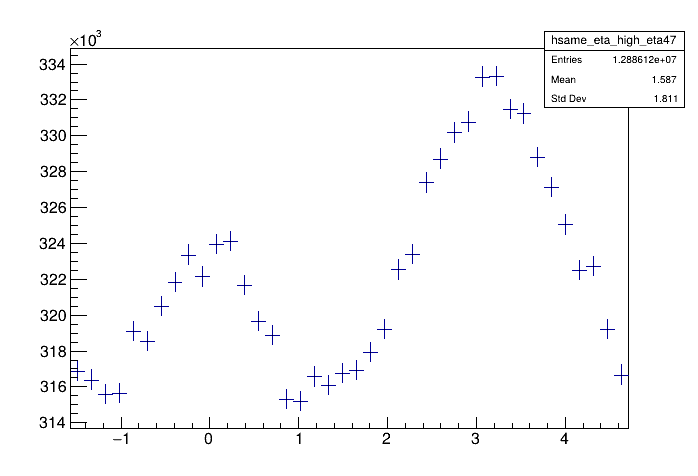 ×10³
hsame_eta_high_eta47
Entries 1.288612e+07
Mean 1.587
Std Dev 1.811
334
332
330
328
326
324
322
320
318
316
314
−1 0 1 2 3 4